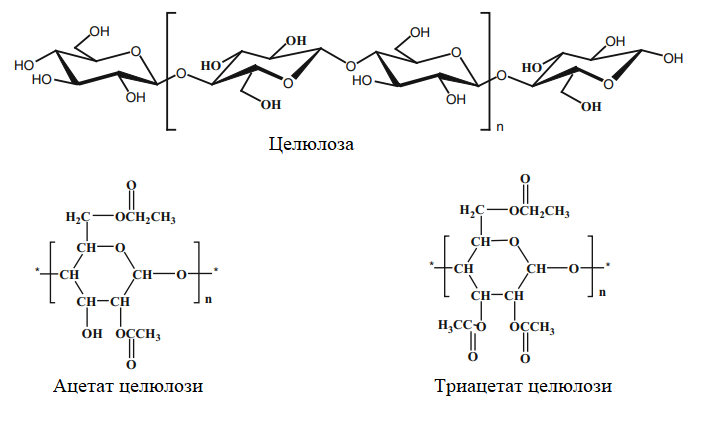 OH OH OH
HO O HO O HO O HO OH
HO O O HO O O
OH OH OH OH OH
n
Целюлоза
O O
H₂C OCH₂CH₃ H₂C OCH₂CH₃
CH O CH O
* CH CH O * * CH CH O *
CH CH n CH CH n
OH OCCH₃ H₃CC O OCCH₃
O O O
Ацетат целюлози Триацетат целюлози